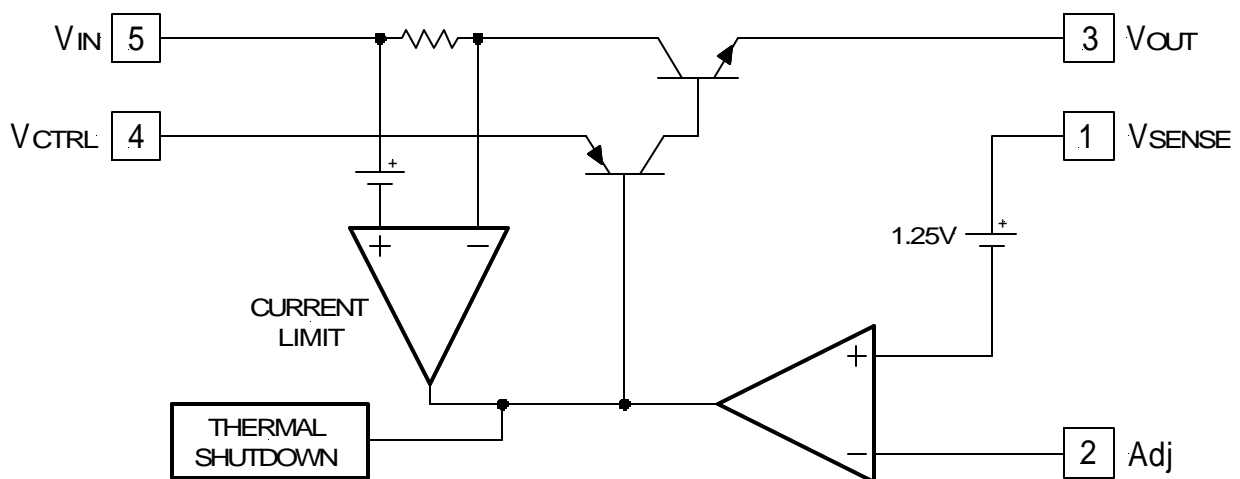 VIN 5
3 VOUT
VCTRL 4
1 VSENSE
+
+
1.25V
+ −
CURRENT
LIMIT
+
THERMAL
SHUTDOWN
−
2 Adj